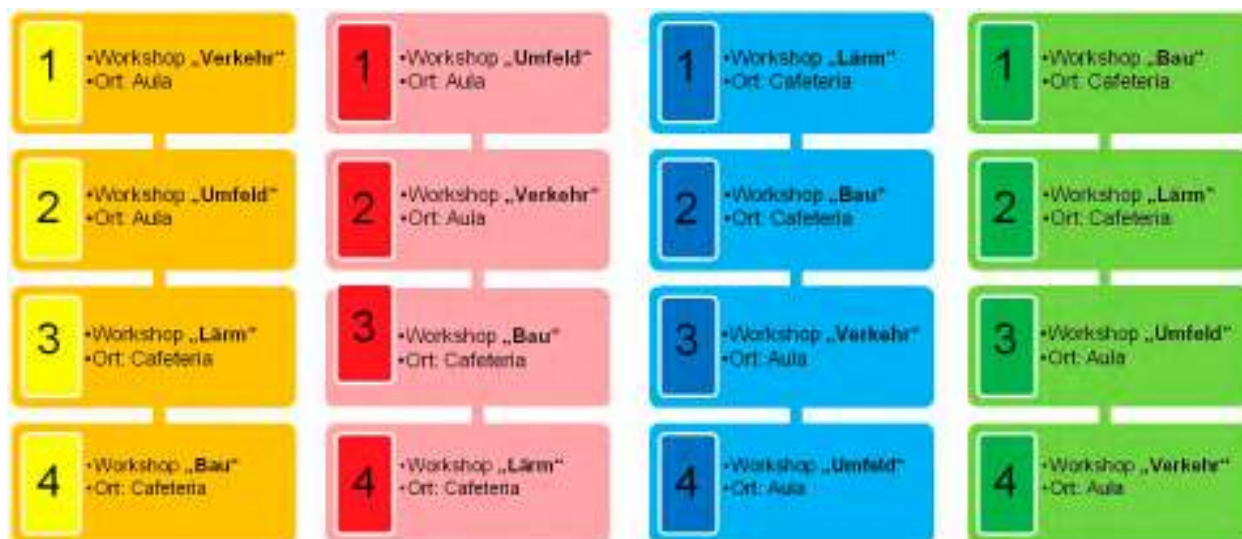 1
•Workshop „Verkehr“
•Ort: Aula
2
•Workshop „Umfeld“
•Ort: Aula
3
•Workshop „Lärm“
•Ort: Cafeteria
4
•Workshop „Bau“
•Ort: Cafeteria
1
•Workshop „Umfeld“
•Ort: Aula
2
•Workshop „Verkehr“
•Ort: Aula
3
•Workshop „Bau“
•Ort: Cafeteria
4
•Workshop „Lärm“
•Ort: Cafeteria
1
•Workshop „Lärm“
•Ort: Cafeteria
2
•Workshop „Bau“
•Ort: Cafeteria
3
•Workshop „Verkehr“
•Ort: Aula
4
•Workshop „Umfeld“
•Ort: Aula
1
•Workshop „Bau“
•Ort: Cafeteria
2
•Workshop „Lärm“
•Ort: Cafeteria
3
•Workshop „Umfeld“
•Ort: Aula
4
•Workshop „Verkehr“
•Ort: Aula